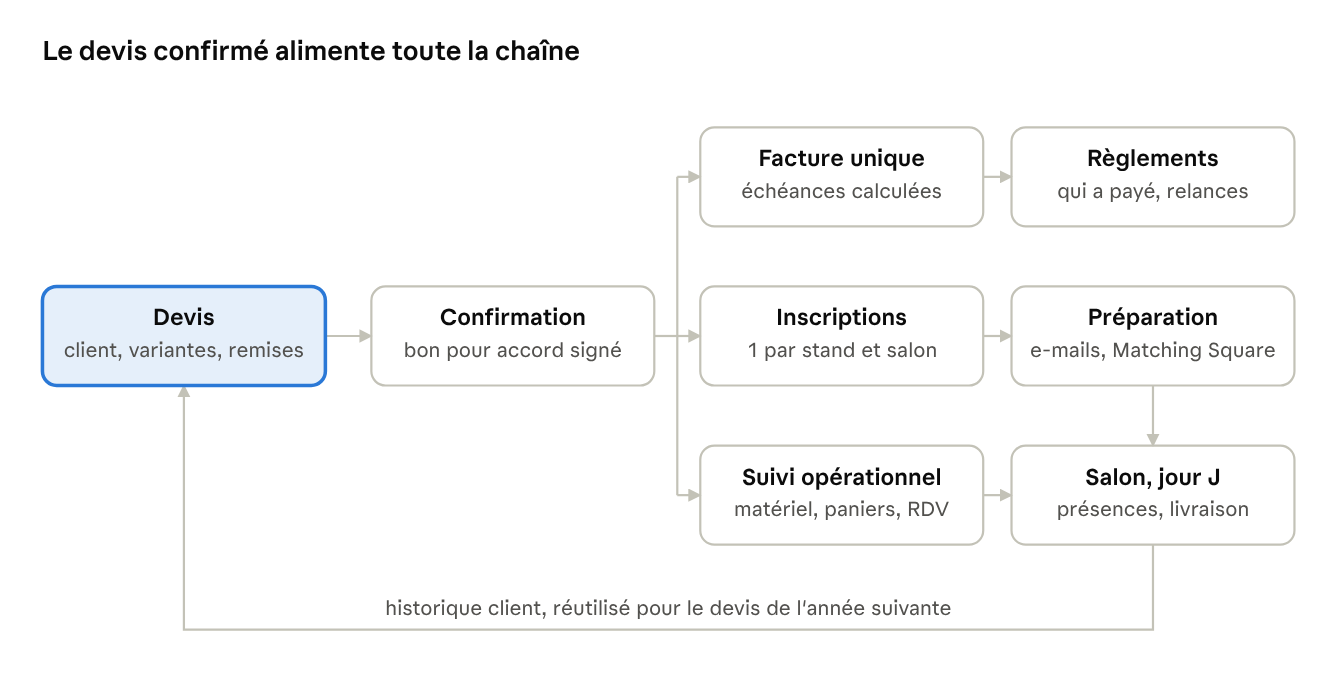 Le devis confirmé alimente toute la chaîne
Facture unique
échéances calculées
Règlements
qui a payé, relances
Devis
client, variantes, remises
Confirmation
bon pour accord signé
Inscriptions
1 par stand et salon
Préparation
e-mails, Matching Square
Suivi opérationnel
matériel, paniers, RDV
Salon, jour J
présences, livraison
historique client, réutilisé pour le devis de l'année suivante